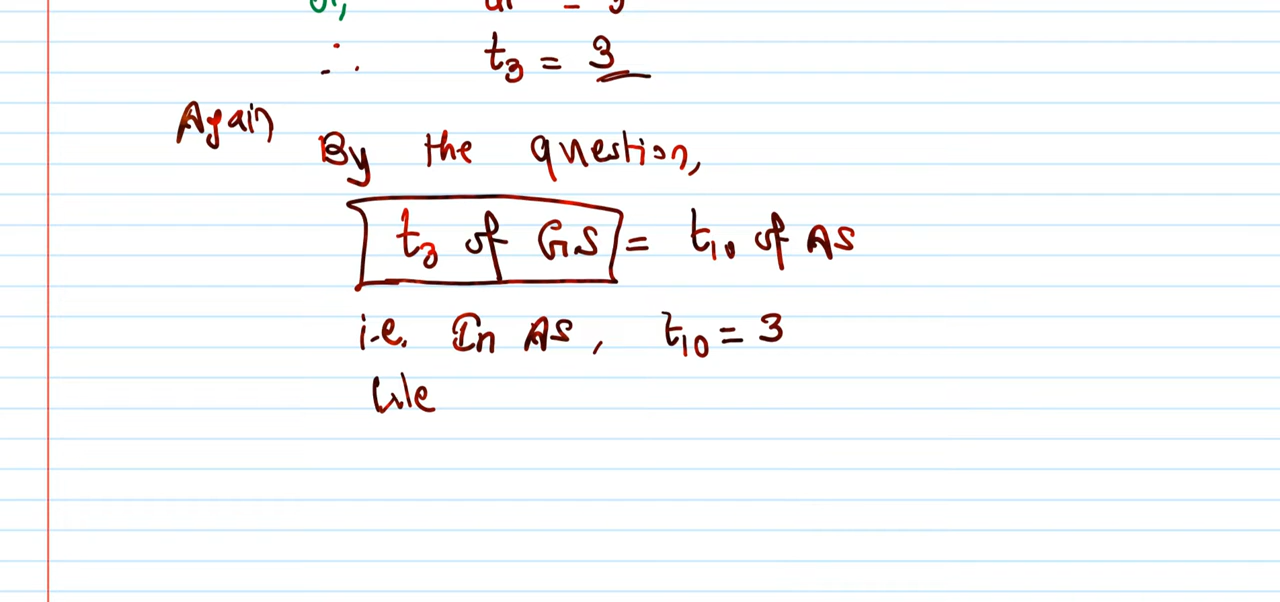 ∴ t₃ = 3
Again
By the question,
t₃ of GS = t₁₀ of AS
i.e. In AS, t₁₀ = 3
We